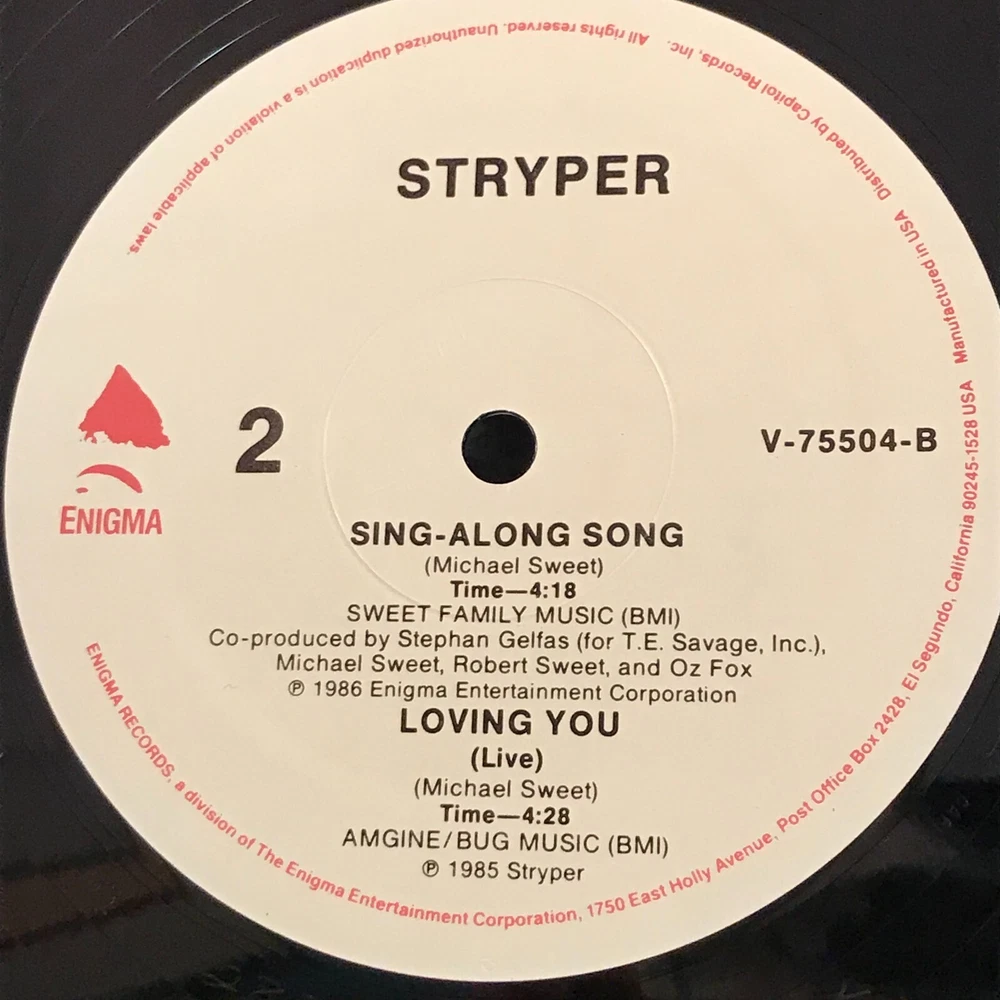 STRYPER
2
V-75504-B
ENIGMA
SING-ALONG SONG
(Michael Sweet)
Time—4:18
SWEET FAMILY MUSIC (BMI)
Co-produced by Stephan Gelfas (for T.E. Savage, Inc.),
Michael Sweet, Robert Sweet, and Oz Fox
℗ 1986 Enigma Entertainment Corporation
LOVING YOU
(Live)
(Michael Sweet)
Time—4:28
AMGINE/BUG MUSIC (BMI)
℗ 1985 Stryper
ENIGMA RECORDS, a division of The Enigma Entertainment Corporation, 1750 East Holly Avenue, Post Office Box 2428, El Segundo, California 90245-1528 USA Manufactured in USA Distributed by Capitol Records, Inc. All rights reserved. Unauthorized duplication is a violation of applicable laws.